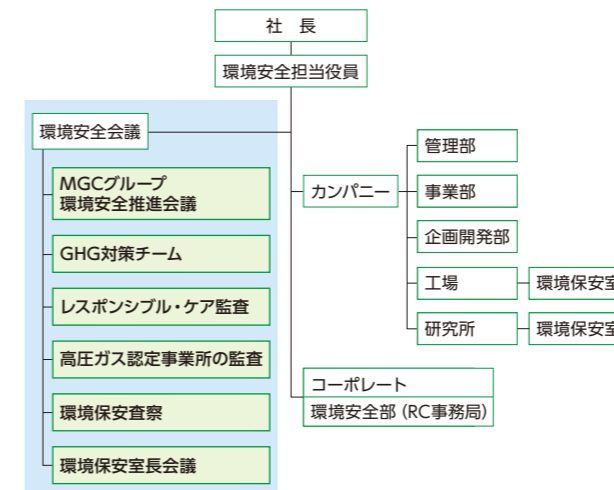 社　長
環境安全担当役員
環境安全会議
MGCグループ
環境安全推進会議
GHG対策チーム
レスポンシブル・ケア監査
高圧ガス認定事業所の監査
環境保安査察
環境保安室長会議
カンパニー
管理部
事業部
企画開発部
工場
環境保安室
研究所
環境保安室
コーポレート
環境安全部（RC事務局）